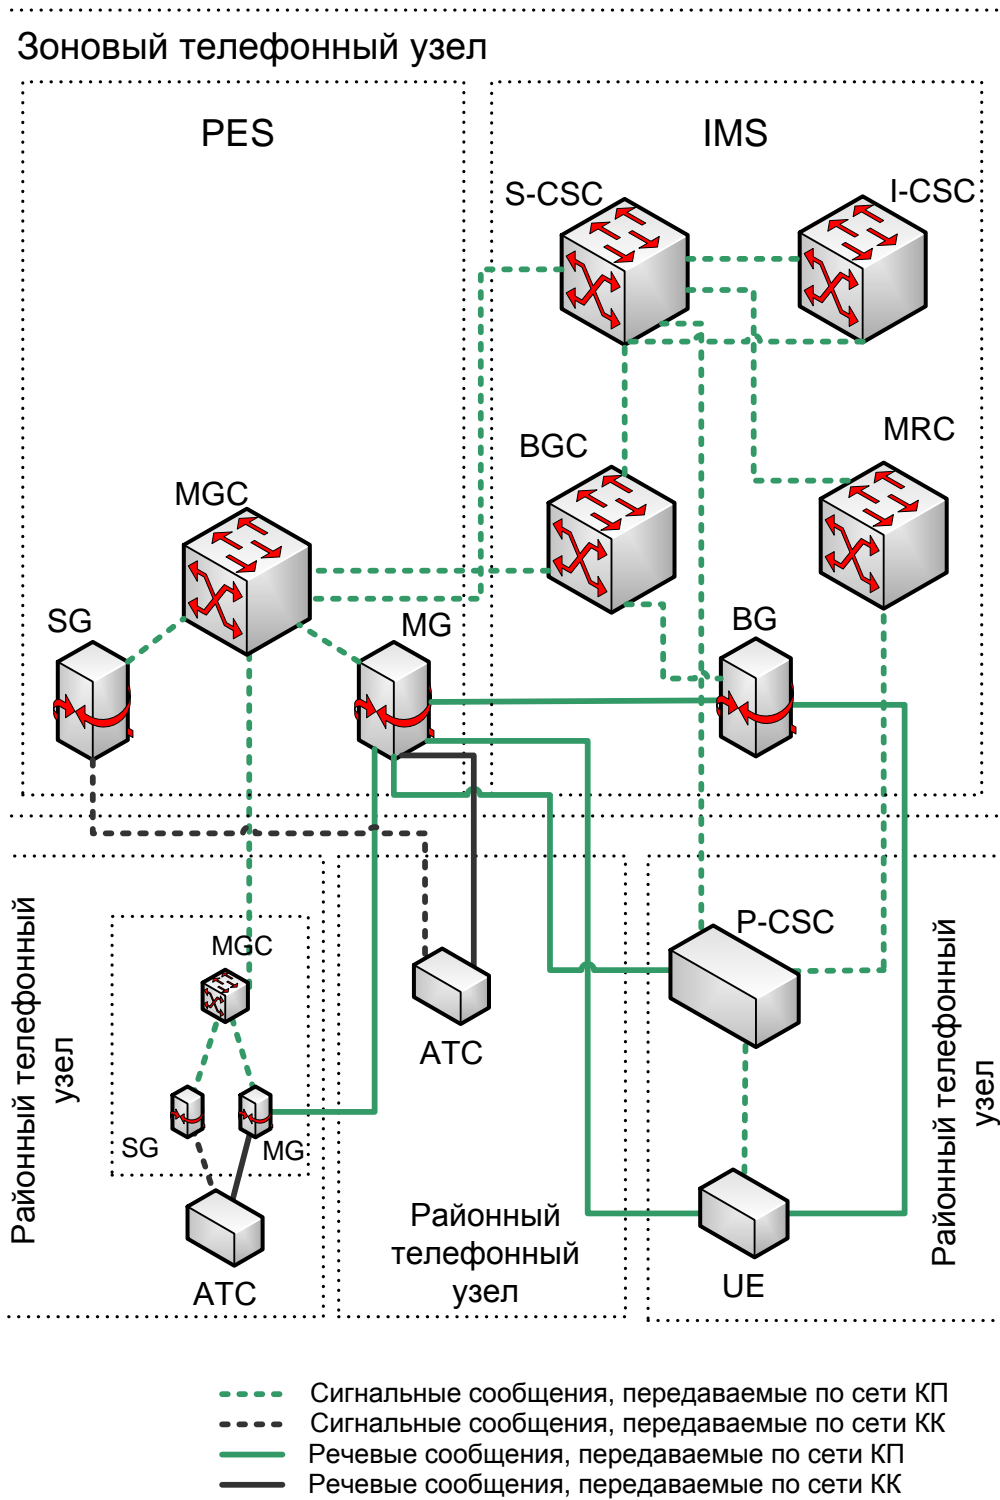 Зоновый телефонный узел
PES
IMS
S-CSC
I-CSC
BGC
MRC
MGC
SG
MG
BG
Районный телефонный
узел
MGC
SG
MG
АТС
АТС
Районный
телефонный
узел
P-CSC
UE
Районный телефонный
узел
Сигнальные сообщения, передаваемые по сети КП
Сигнальные сообщения, передаваемые по сети КК
Речевые сообщения, передаваемые по сети КП
Речевые сообщения, передаваемые по сети КК